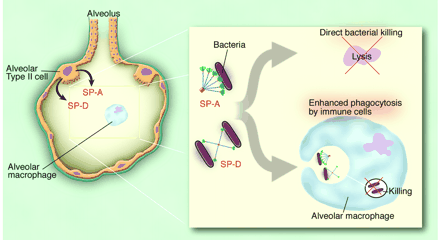 Alveolus
Alveolar
Type II cell
SP-A
SP-D
Alveolar
macrophage
Bacteria
SP-A
SP-D
Direct bacterial killing
Lysis
Enhanced phagocytosis
by immune cells
Killing
Alveolar macrophage